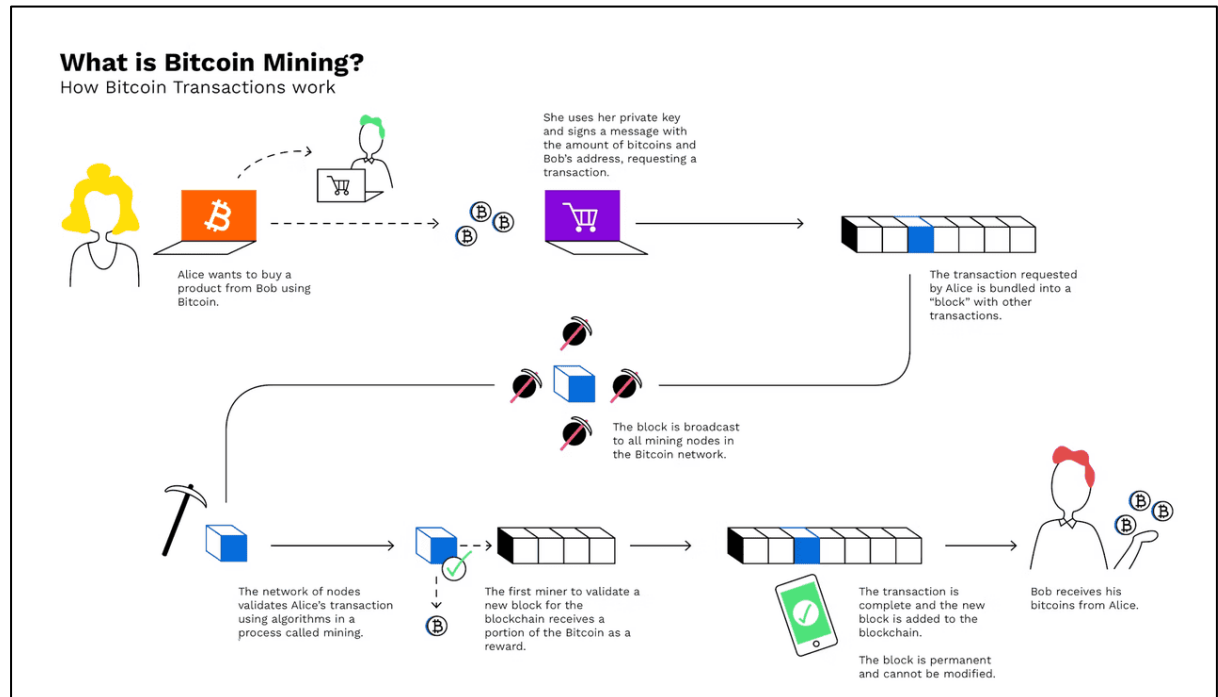 What is Bitcoin Mining?
How Bitcoin Transactions work
She uses her private key
and signs a message with
the amount of bitcoins and
Bob's address, requesting a
transaction.
Alice wants to buy a
product from Bob using
Bitcoin.
The transaction requested
by Alice is bundled into a
“block” with other
transactions.
The block is broadcast
to all mining nodes in
the Bitcoin network.
The network of nodes
validates Alice's transaction
using algorithms in a
process called mining.
The first miner to validate a
new block for the
blockchain receives a
portion of the Bitcoin as a
reward.
The transaction is
complete and the new
block is added to the
blockchain.
The block is permanent
and cannot be modified.
Bob receives his
bitcoins from Alice.